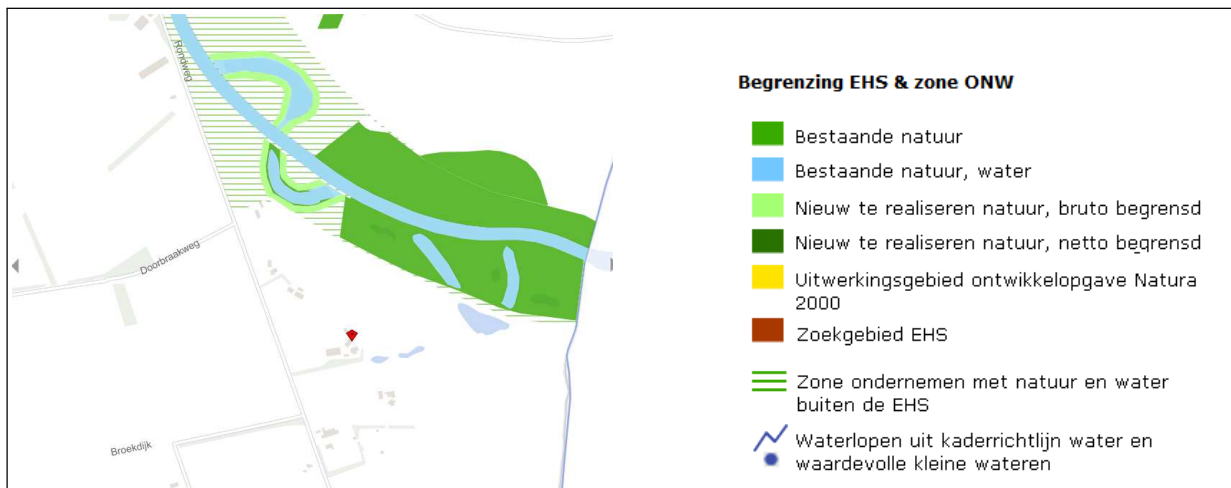 Rondweg
Doorbraakweg
Broekdijk
Begrenzing EHS & zone ONW
Bestaande natuur
Bestaande natuur, water
Nieuw te realiseren natuur, bruto begrensd
Nieuw te realiseren natuur, netto begrensd
Uitwerkingsgebied ontwikkelopgave Natura
2000
Zoekgebied EHS
Zone ondernemen met natuur en water
buiten de EHS
Waterlopen uit kaderrichtlijn water en
waardevolle kleine wateren